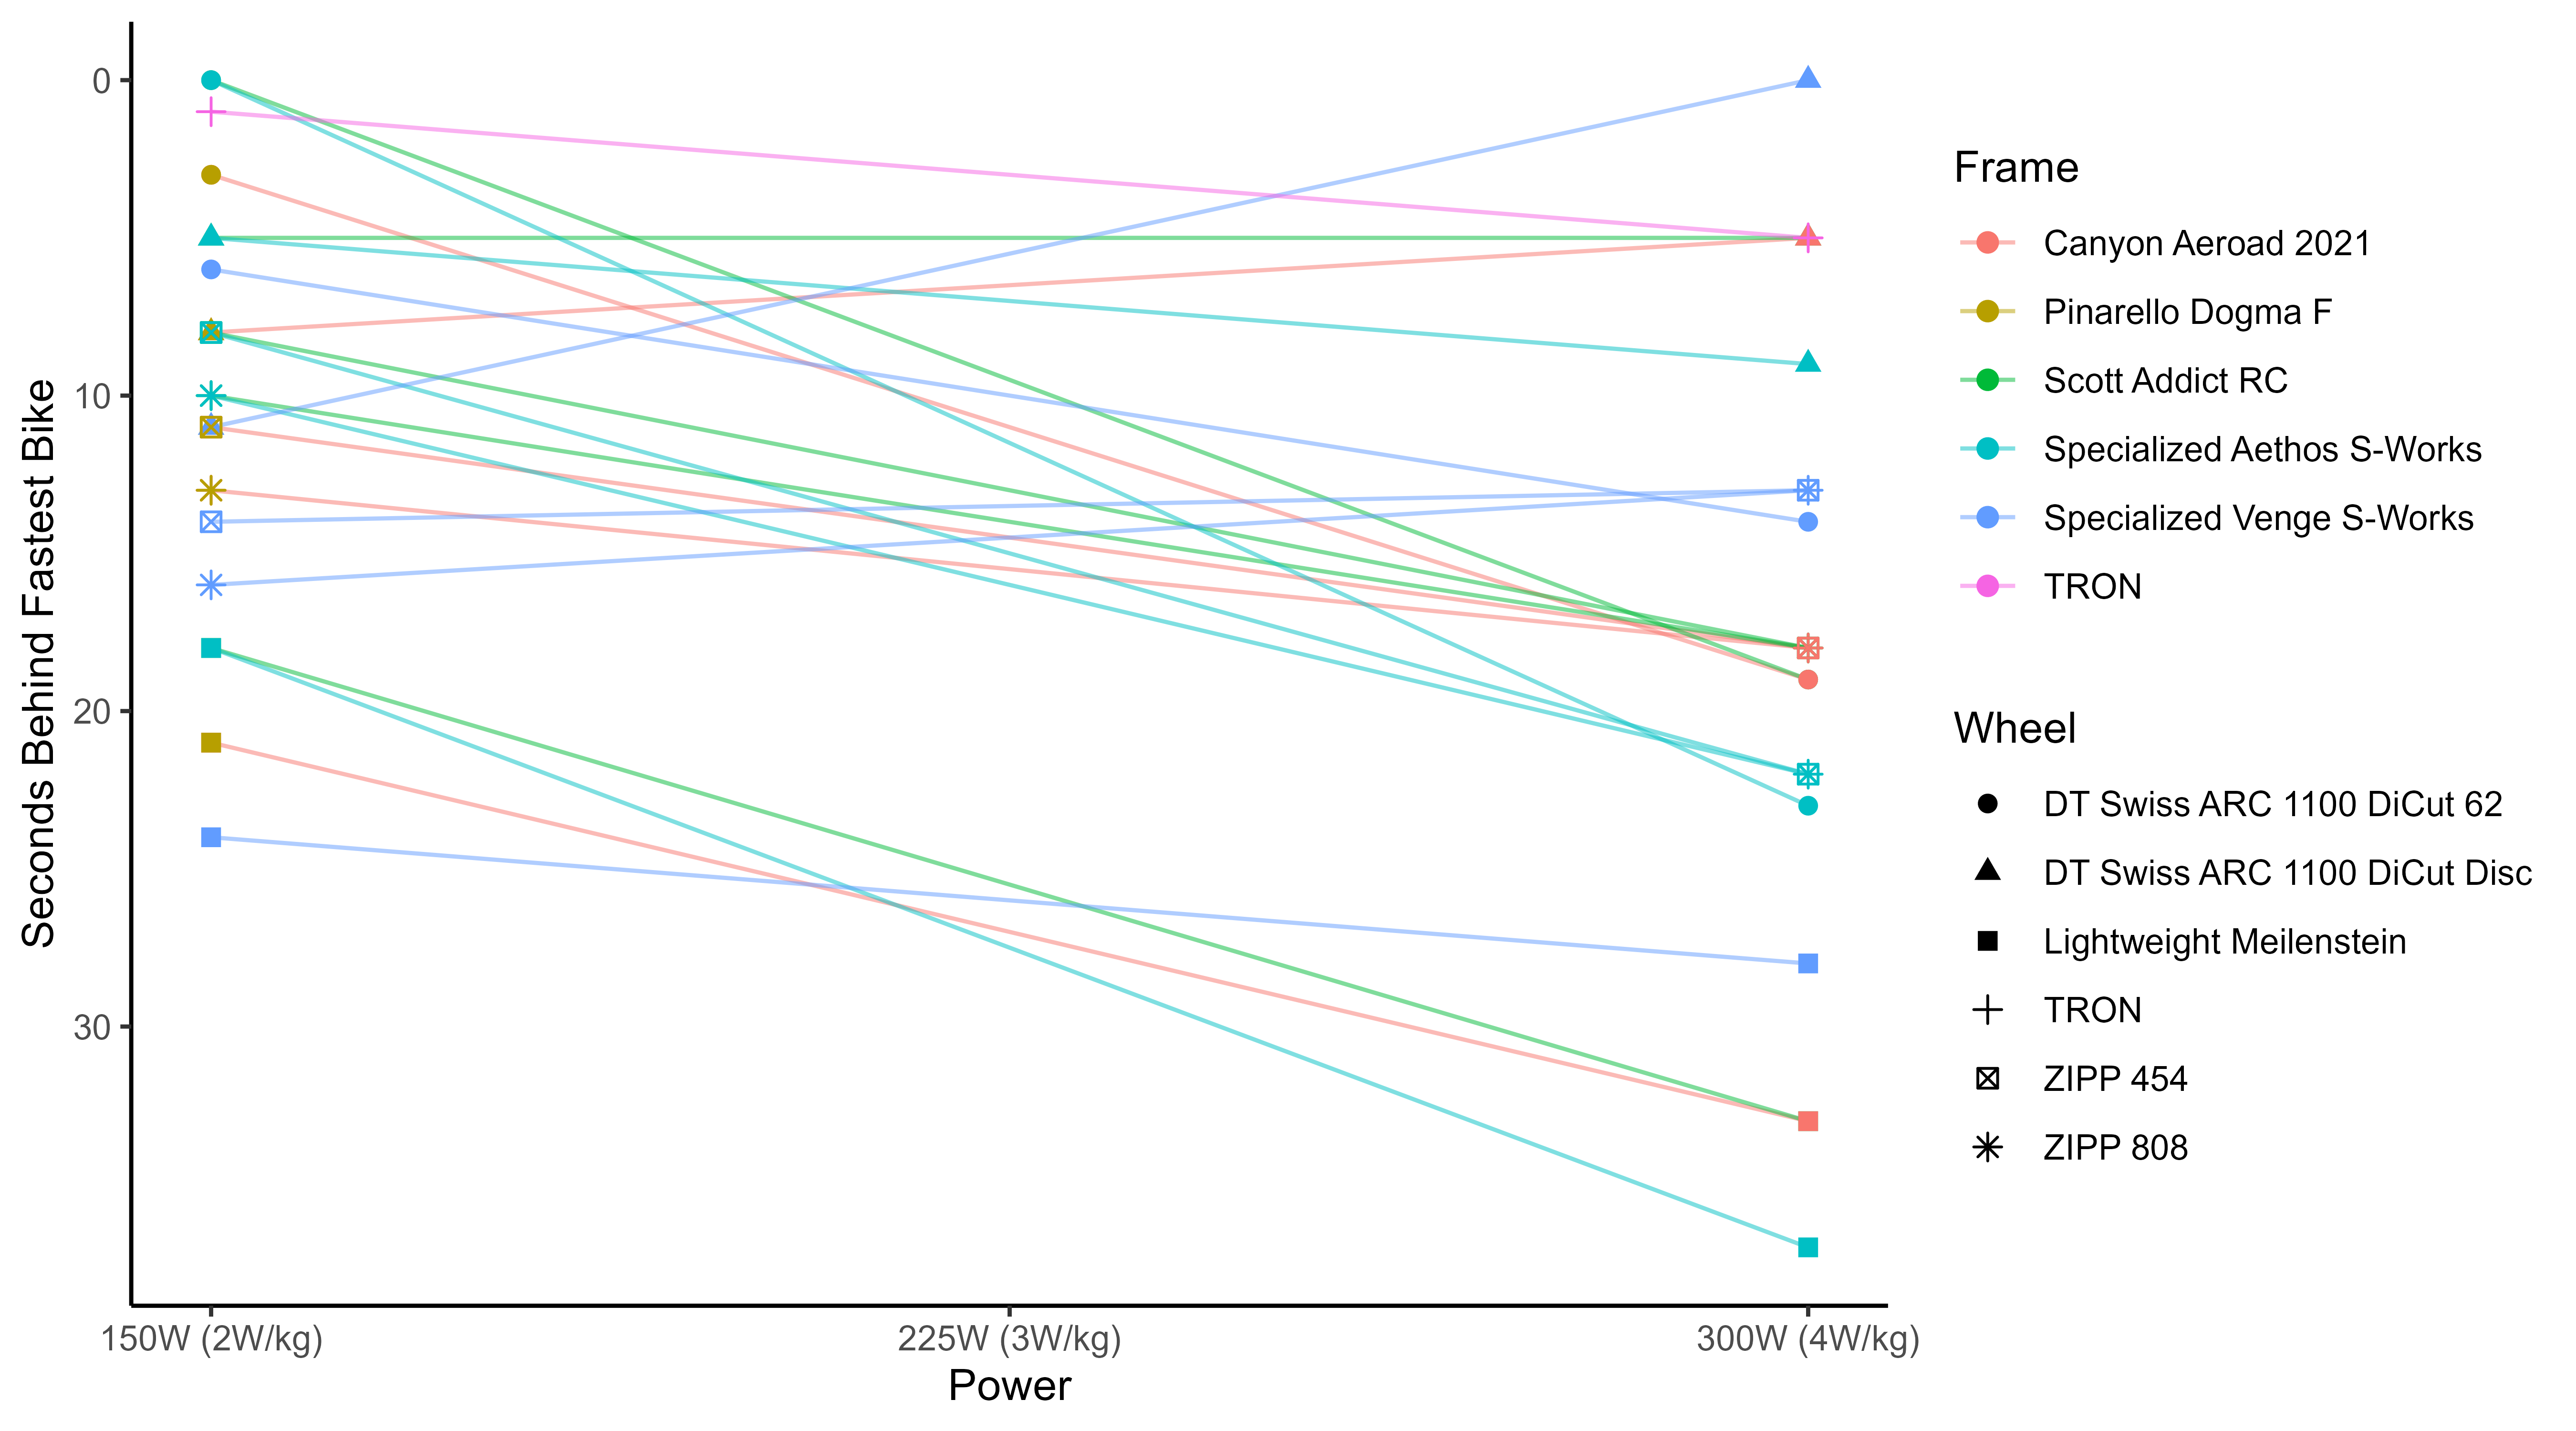 Seconds Behind Fastest Bike
0
10
20
30
150W (2W/kg)
225W (3W/kg)
300W (4W/kg)
Power
Frame
Canyon Aeroad 2021
Pinarello Dogma F
Scott Addict RC
Specialized Aethos S-Works
Specialized Venge S-Works
TRON
Wheel
DT Swiss ARC 1100 DiCut 62
DT Swiss ARC 1100 DiCut Disc
Lightweight Meilenstein
TRON
ZIPP 454
ZIPP 808